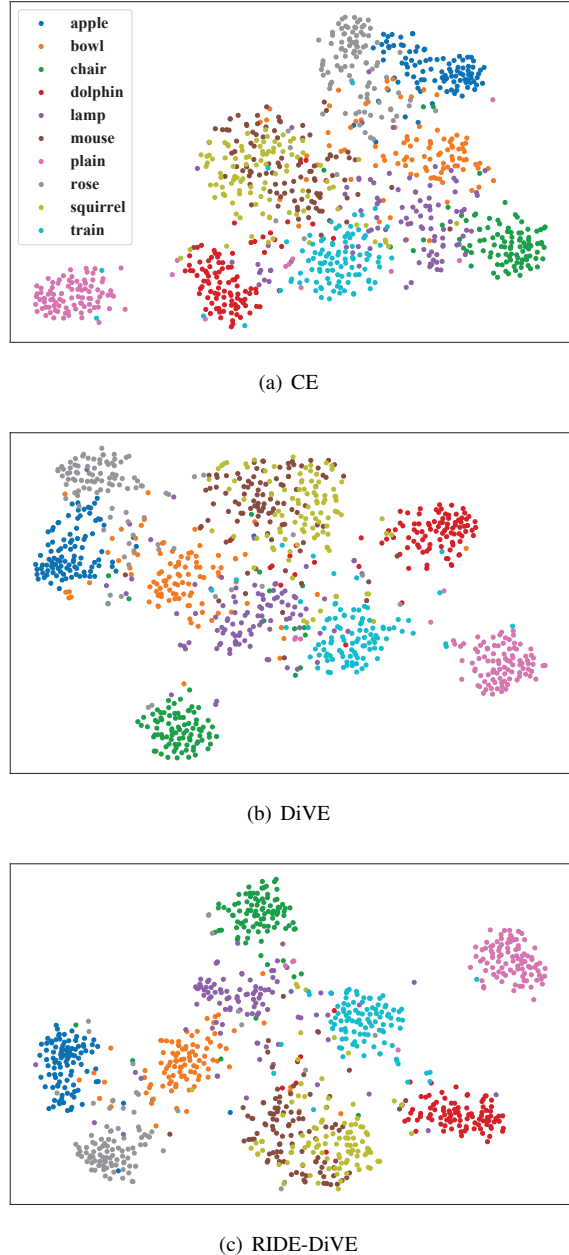 apple
bowl
chair
dolphin
lamp
mouse
plain
rose
squirrel
train
(a) CE
(b) DiVE
(c) RIDE-DiVE